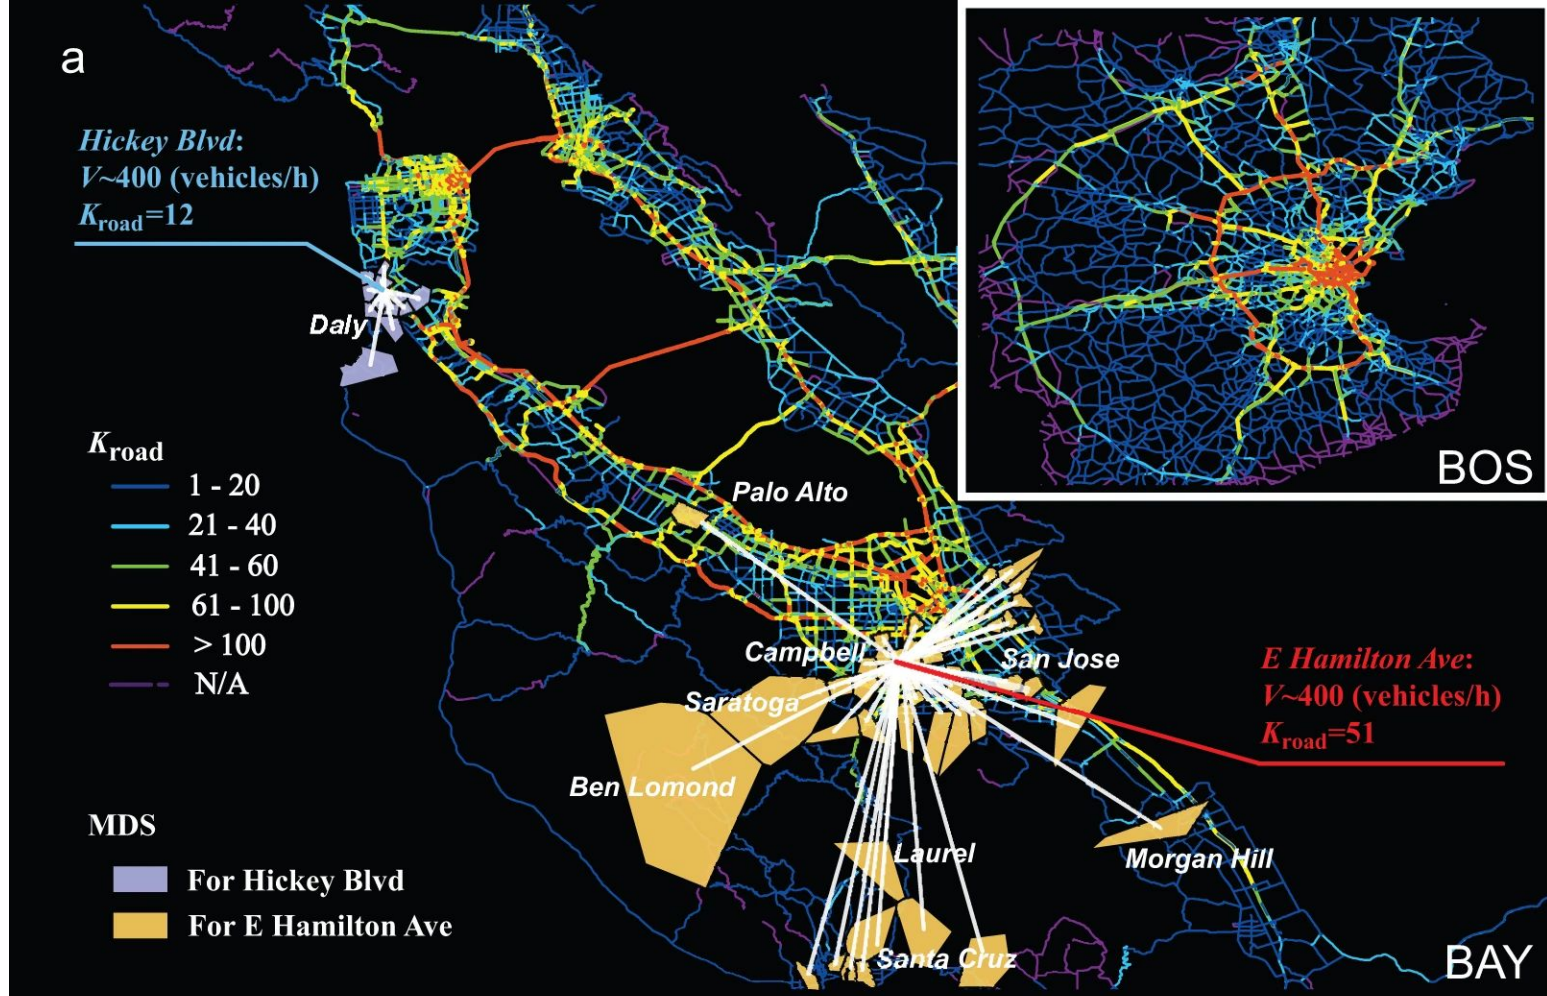 a
Hickey Blvd:
V~400 (vehicles/h)
Kroad=12
Daly
Kroad
1 - 20
21 - 40
41 - 60
61 - 100
> 100
N/A
MDS
For Hickey Blvd
For E Hamilton Ave
BOS
Palo Alto
Campbell
San Jose
Saratoga
Ben Lomond
Laurel
Morgan Hill
Santa Cruz
E Hamilton Ave:
V~400 (vehicles/h)
Kroad=51
BAY